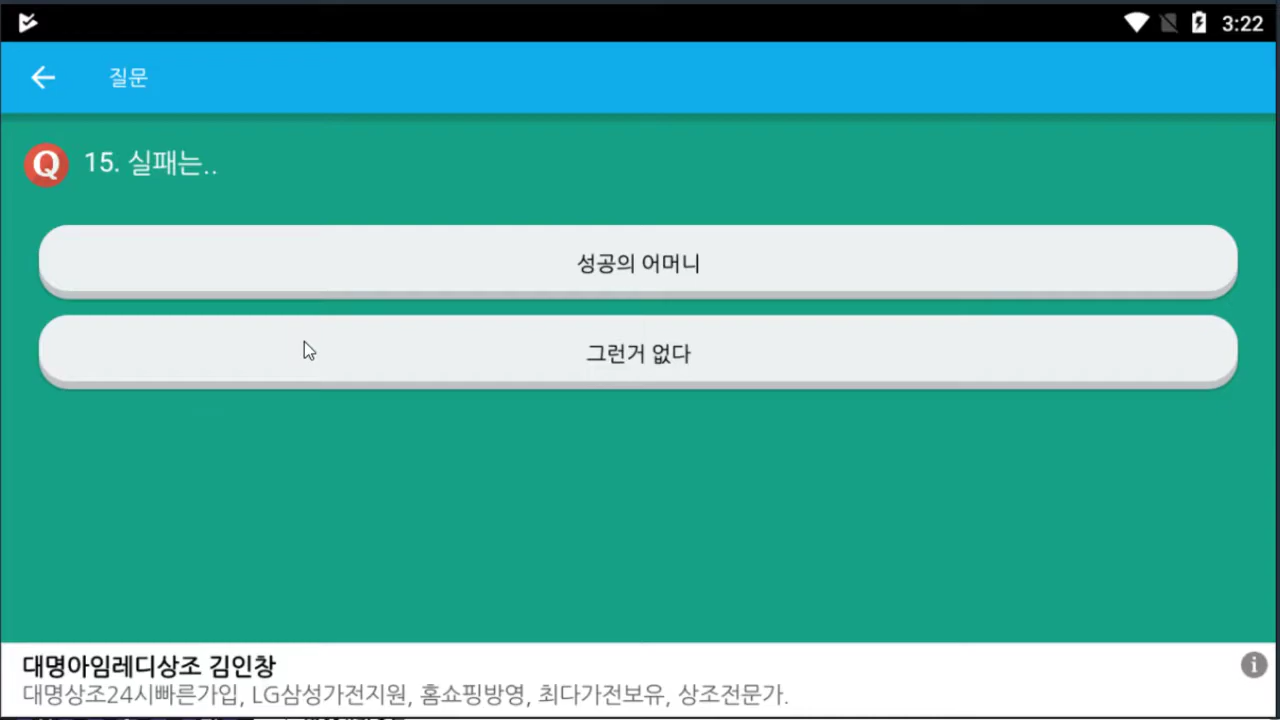 3:22
질문
Q 15. 실패는..
성공의 어머니
그런거 없다
대명아임레디상조 김인창
대명상조24시빠른가입, LG삼성가전지원, 홈쇼핑방영, 최다가전보유, 상조전문가.